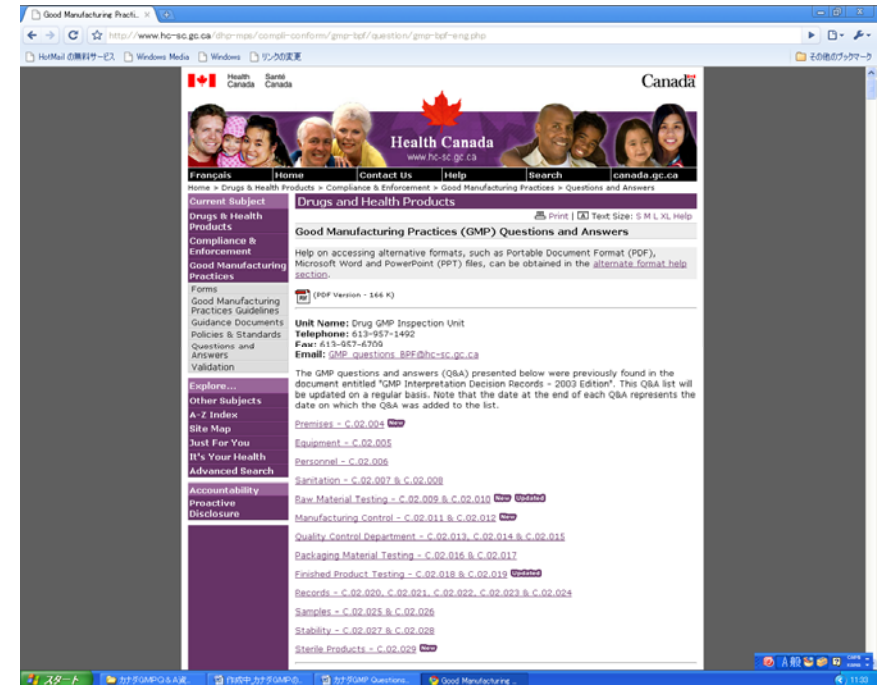 Good Manufacturing Practi..
http://www.hc-sc.gc.ca/dhp-mps/compli-conform/gmp-bpf/question/gmp-bpf-eng.php
HotMail の無料サービス Windows Media Windows リンクの変更 その他のブックマーク
Health Canada Santé Canada
Canada
Health Canada
www.hc-sc.gc.ca
Français Home Contact Us Help Search canada.gc.ca
Home > Drugs & Health Products > Compliance & Enforcement > Good Manufacturing Practices > Questions and Answers
Current Subject
Drugs & Health
Products
Compliance &
Enforcement
Good Manufacturing
Practices
Forms
Good Manufacturing
Practices Guidelines
Guidance Documents
Policies & Standards
Questions and
Answers
Validation
Explore...
Other Subjects
A-Z Index
Site Map
Just For You
It's Your Health
Advanced Search
Accountability
Proactive
Disclosure
Drugs and Health Products
Print | A Text Size: S M L XL Help
Good Manufacturing Practices (GMP) Questions and Answers
Help on accessing alternative formats, such as Portable Document Format (PDF),
Microsoft Word and PowerPoint (PPT) files, can be obtained in the alternate format help
section.
(PDF Version - 166 K)
Unit Name: Drug GMP Inspection Unit
Telephone: 613-957-1492
Fax: 613-957-6709
Email: GMP_questions_BPF@hc-sc.gc.ca
The GMP questions and answers (Q&A) presented below were previously found in the
document entitled "GMP Interpretation Decision Records - 2003 Edition". This Q&A list will
be updated on a regular basis. Note that the date at the end of each Q&A represents the
date on which the Q&A was added to the list.
Premises - C.02.004 New
Equipment - C.02.005
Personnel - C.02.006
Sanitation - C.02.007 & C.02.008
Raw Material Testing - C.02.009 & C.02.010 New Updated
Manufacturing Control - C.02.011 & C.02.012 New
Quality Control Department - C.02.013, C.02.014 & C.02.015
Packaging Material Testing - C.02.016 & C.02.017
Finished Product Testing - C.02.018 & C.02.019 Updated
Records - C.02.020, C.02.021, C.02.022, C.02.023 & C.02.024
Samples - C.02.025 & C.02.026
Stability - C.02.027 & C.02.028
Sterile Products - C.02.029 New
A 般 CAPS KANA
スタート カナダGMPQ&A資.. 作成中_カナダGMPの.. カナダGMP Questions.. Good Manufacturing .. 11:33